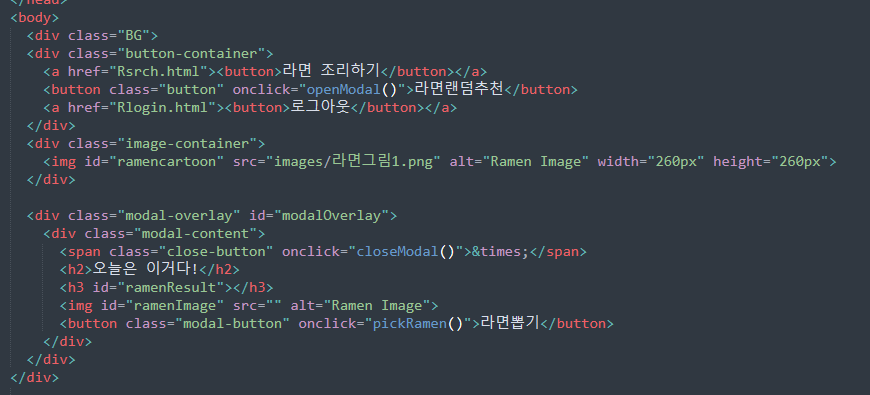 </head>
<body>
<div class="BG">
<div class="button-container">
<a href="Rsrch.html"><button>라면 조리하기</button></a>
<button class="button" onclick="openModal()">라면랜덤추천</button>
<a href="Rlogin.html"><button>로그아웃</button></a>
</div>
<div class="image-container">
<img id="ramencartoon" src="images/라면그림1.png" alt="Ramen Image" width="260px" height="260px">
</div>
<div class="modal-overlay" id="modalOverlay">
<div class="modal-content">
<span class="close-button" onclick="closeModal()">&times;</span>
<h2>오늘은 이거다!</h2>
<h3 id="ramenResult"></h3>
<img id="ramenImage" src="" alt="Ramen Image">
<button class="modal-button" onclick="pickRamen()">라면뽑기</button>
</div>
</div>
</div>